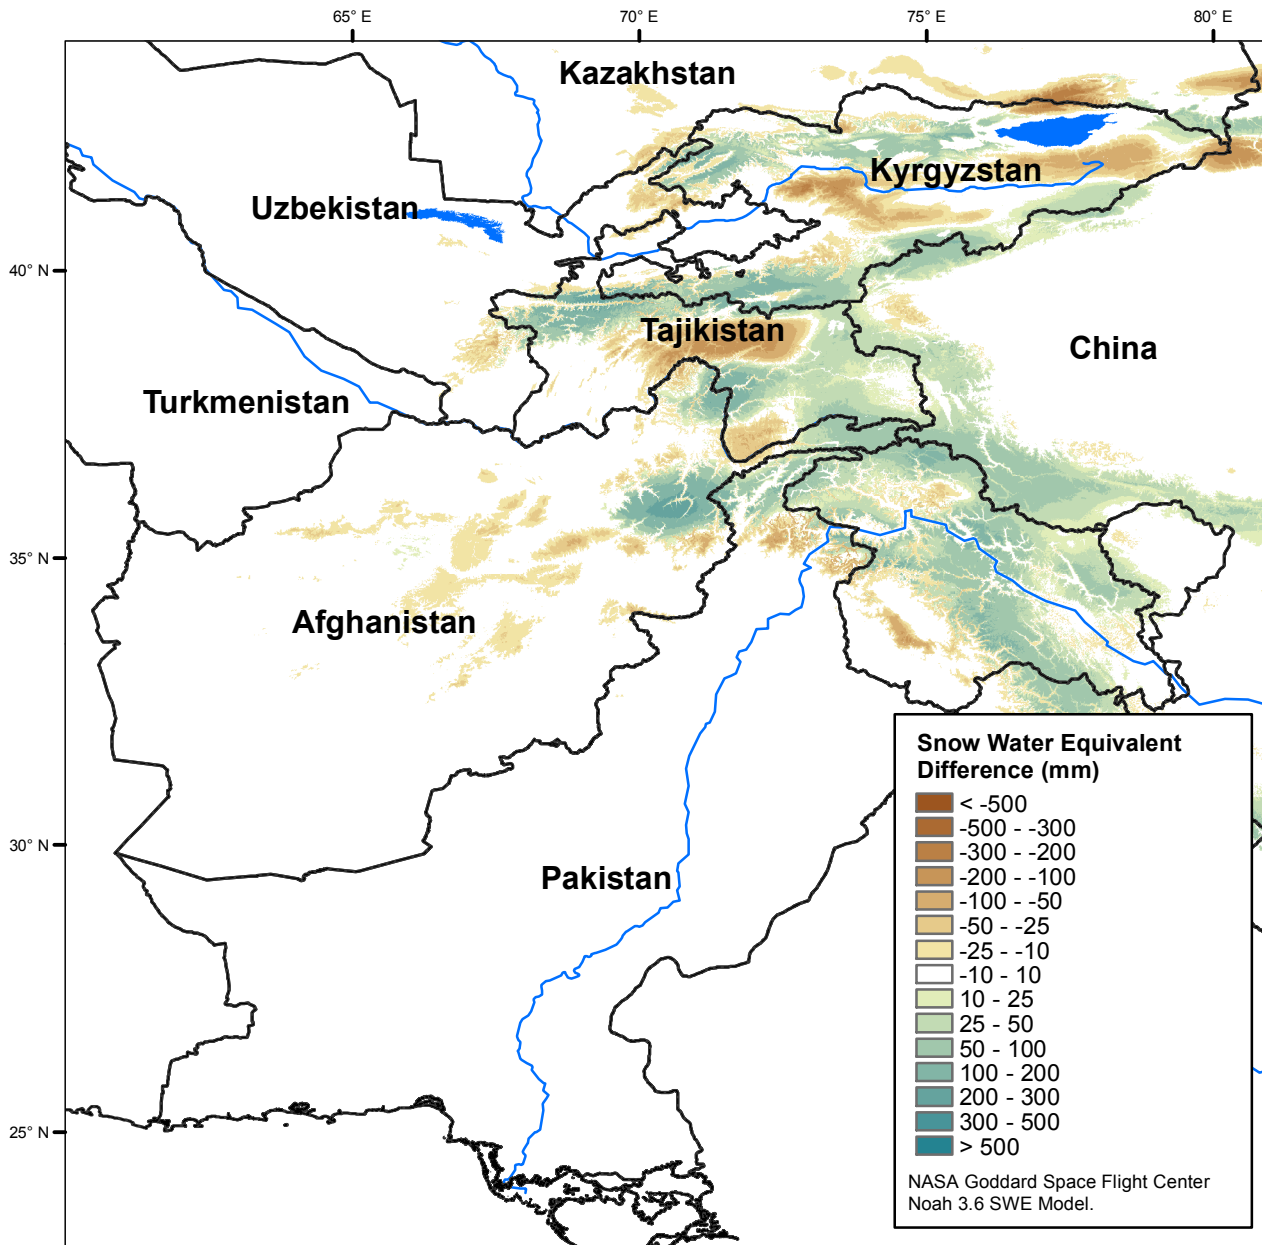 65° E
70° E
75° E
80° E
Kazakhstan
Kyrgyzstan
Uzbekistan
40° N
Tajikistan
China
Turkmenistan
35° N
Afghanistan
Snow Water Equivalent
Difference (mm)
< -500
-500 - -300
-300 - -200
-200 - -100
-100 - -50
-50 - -25
-25 - -10
-10 - 10
10 - 25
25 - 50
50 - 100
100 - 200
200 - 300
300 - 500
> 500
30° N
Pakistan
25° N
NASA Goddard Space Flight Center
Noah 3.6 SWE Model.